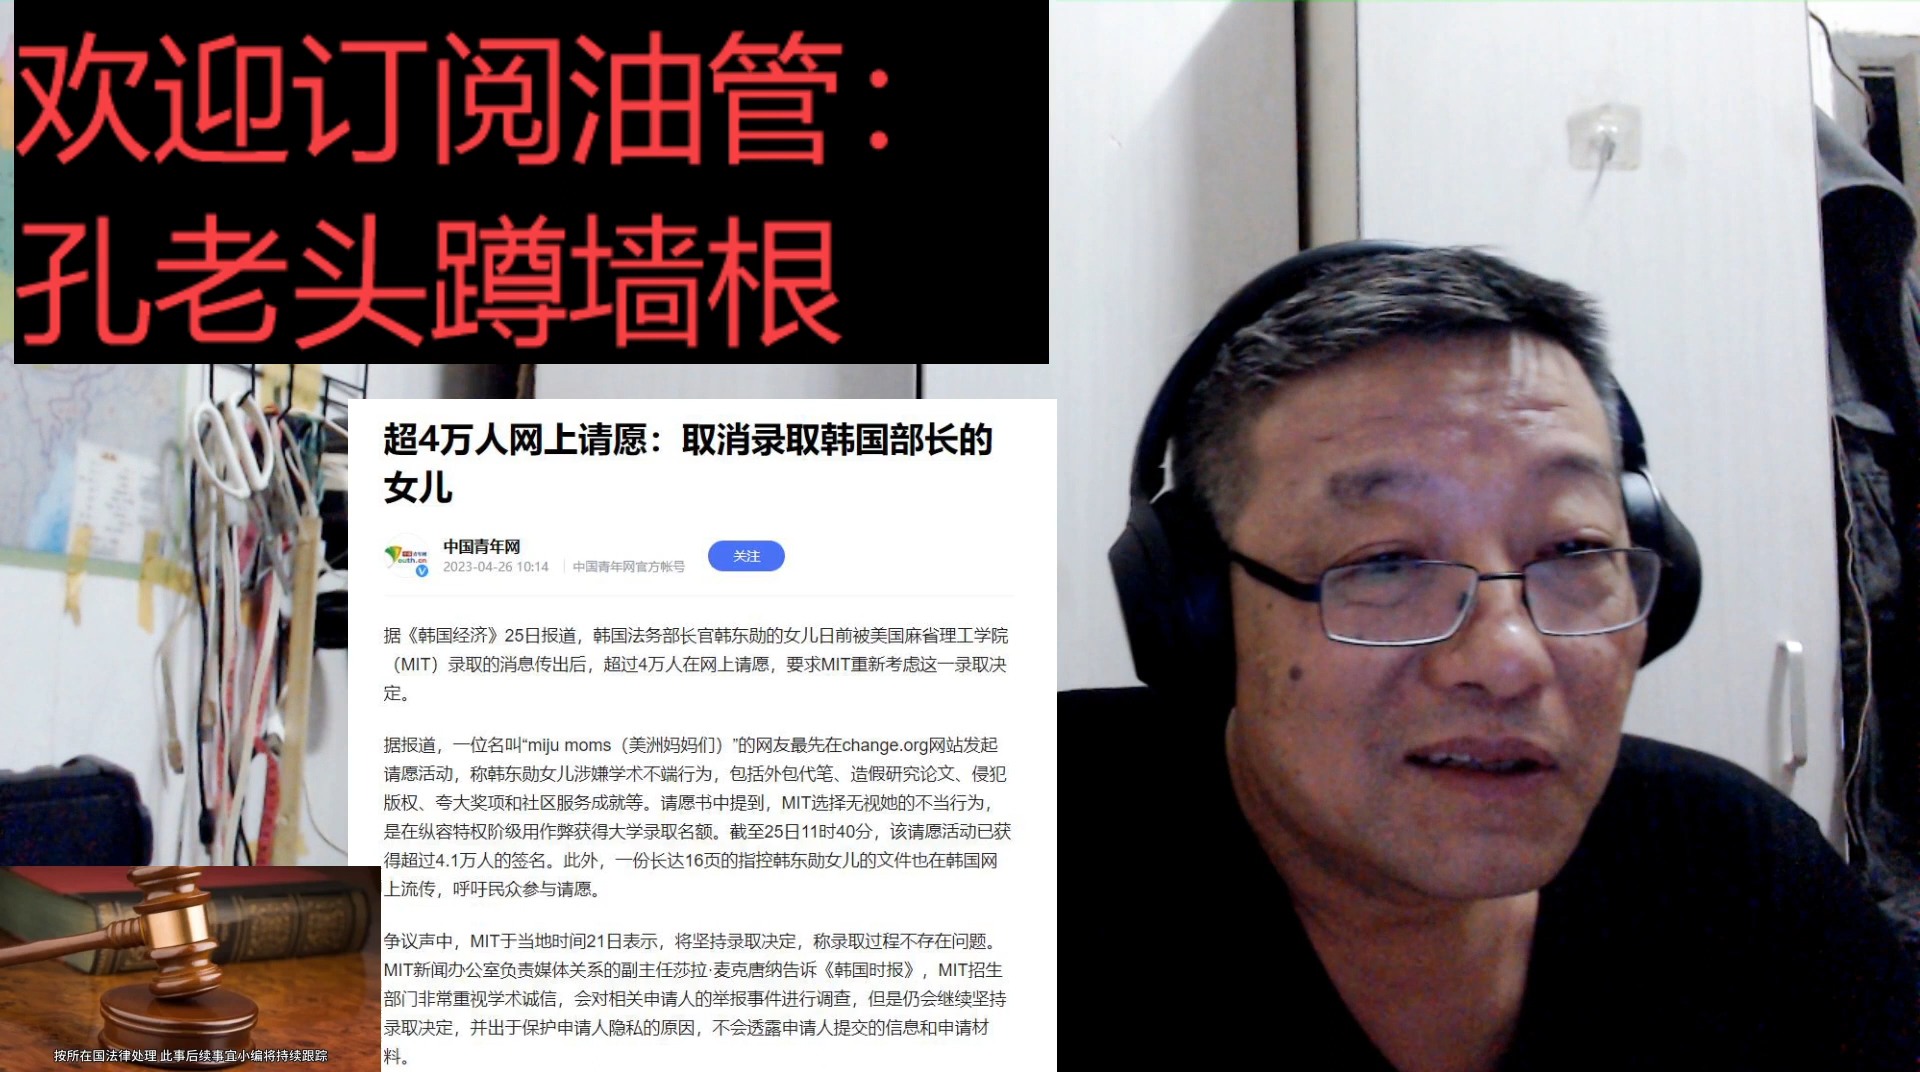 欢迎订阅油管：
孔老头蹲墙根
超4万人网上请愿：取消录取韩国部长的
女儿
中国青年网
2023-04-26 10:14
中国青年网官方帐号
关注
据《韩国经济》25日报道，韩国法务部长官韩东勋的女儿日前被美国麻省理工学院
（MIT）录取的消息传出后，超过4万人在网上请愿，要求MIT重新考虑这一录取决
定。
据报道，一位名叫“miju moms（美洲妈妈们）”的网友最先在change.org网站发起
请愿活动，称韩东勋女儿涉嫌学术不端行为，包括外包代笔、造假研究论文、侵犯
版权、夸大奖项和社区服务成就等。请愿书中提到，MIT选择无视她的不当行为，
是在纵容特权阶级用作弊获得大学录取名额。截至25日11时40分，该请愿活动已获
得超过4.1万人的签名。此外，一份长达16页的指控韩东勋女儿的文件也在韩国网
上流传，呼吁民众参与请愿。
争议声中，MIT于当地时间21日表示，将坚持录取决定，称录取过程不存在问题。
MIT新闻办公室负责媒体关系的副主任莎拉·麦克唐纳告诉《韩国时报》，MIT招生
部门非常重视学术诚信，会对相关申请人的举报事件进行调查，但是仍会继续坚持
录取决定，并出于保护申请人隐私的原因，不会透露申请人提交的信息和申请材
料。
按所在国法律处理 此事后续事宜小编将持续跟踪